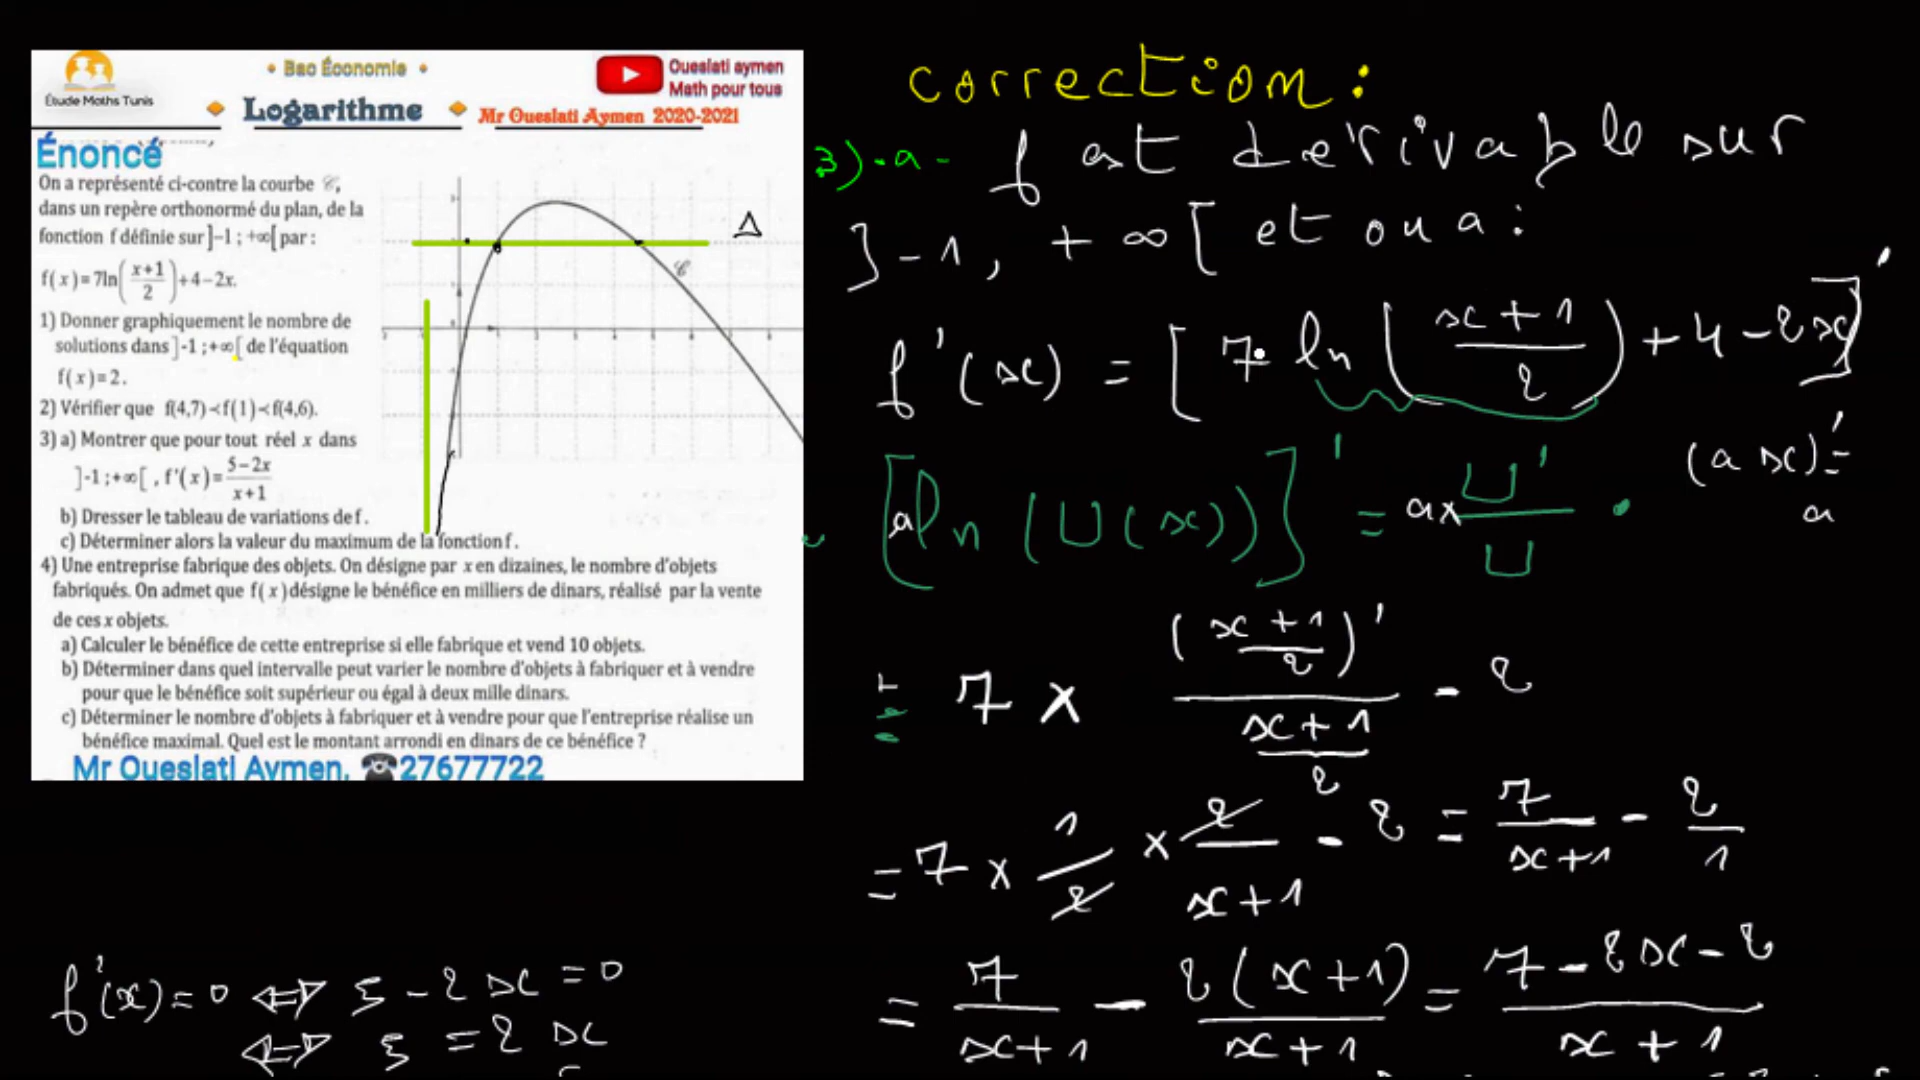 Étude Maths Tunis
• Bac Économie •
Logarithme
Oueslati aymen
Math pour tous
Mr Oueslati Aymen 2020-2021
Énoncé
On a représenté ci-contre la courbe 𝒞,
dans un repère orthonormé du plan, de la
fonction f définie sur ]-1 ; +∞[ par :
f(x)=7ln((x+1)/2)+4-2x.
1) Donner graphiquement le nombre de
solutions dans ]-1 ;+∞[ de l'équation
f(x)=2.
2) Vérifier que f(4,7)<f(1)<f(4,6).
3) a) Montrer que pour tout réel x dans
]-1 ;+∞[ , f'(x)=(5-2x)/(x+1)
b) Dresser le tableau de variations de f.
c) Déterminer alors la valeur du maximum de la fonction f.
4) Une entreprise fabrique des objets. On désigne par x en dizaines, le nombre d'objets
fabriqués. On admet que f(x) désigne le bénéfice en milliers de dinars, réalisé par la vente
de ces x objets.
a) Calculer le bénéfice de cette entreprise si elle fabrique et vend 10 objets.
b) Déterminer dans quel intervalle peut varier le nombre d'objets à fabriquer et à vendre
pour que le bénéfice soit supérieur ou égal à deux mille dinars.
c) Déterminer le nombre d'objets à fabriquer et à vendre pour que l'entreprise réalise un
bénéfice maximal. Quel est le montant arrondi en dinars de ce bénéfice ?
Mr Oueslati Aymen. ☎27677722
Δ
𝒞
f'(x)=0 ⇔ 5-2x=0
⇔ 5=2x
correction :
3)-a- f est dérivable sur
]-1, +∞[ et on a :
f'(x) = [7 ln((x+1)/2)+4-2x]'
(ax)'=
a
[a ln(U(x))]' = a×U'/U
= 7 × ((x+1)/2)'/((x+1)/2) - 2
= 7 × 1/2 × 2/(x+1) - 2 = 7/(x+1) - 2/1
= 7/(x+1) - 2(x+1)/(x+1) = (7-2x-2)/(x+1)